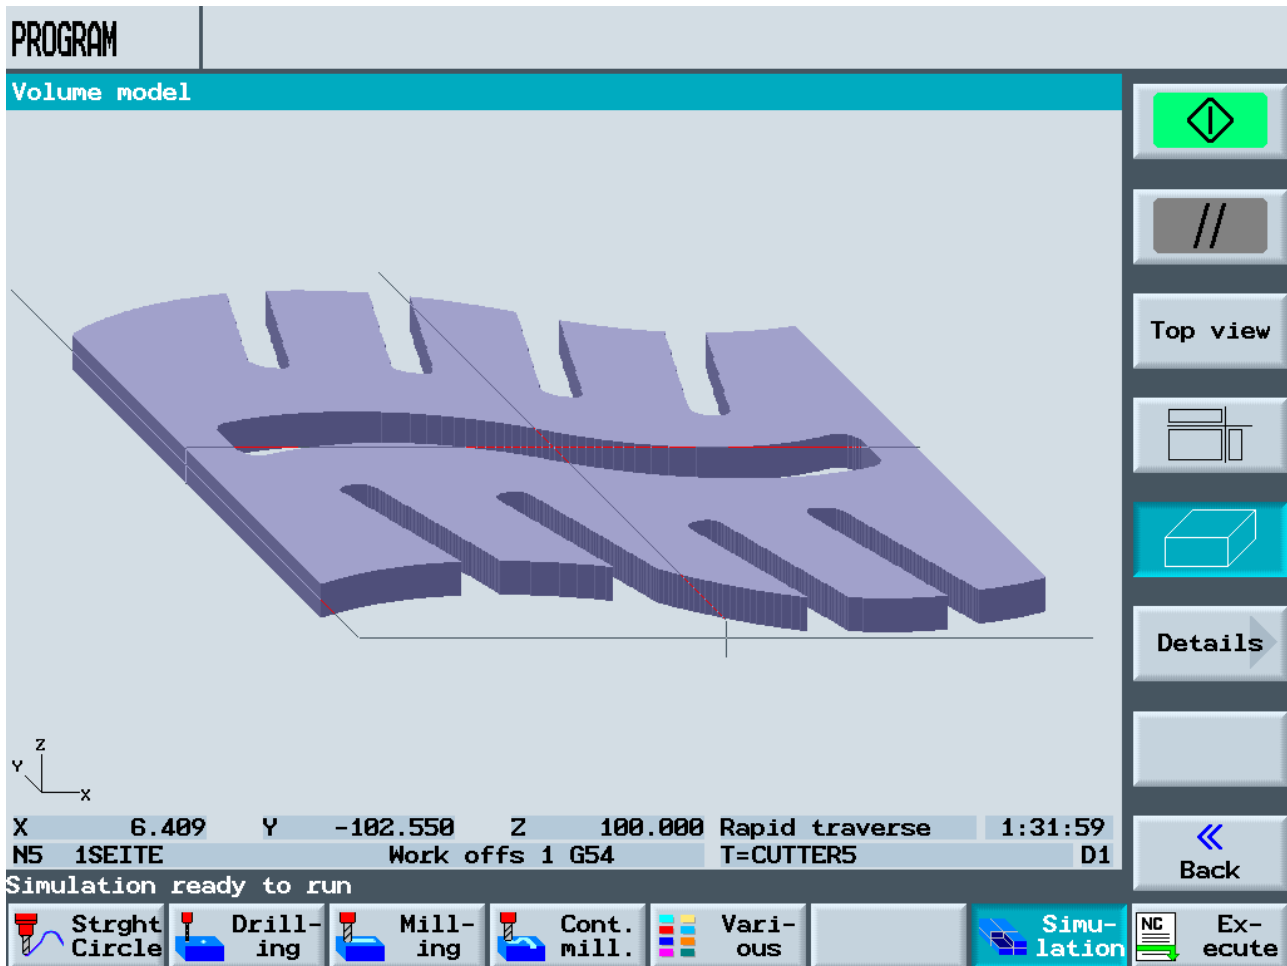 PROGRAM
Volume model
Top view
Details
Z
Y
X
X 6.409 Y -102.550 Z 100.000 Rapid traverse 1:31:59
N5 1SEITE Work offs 1 G54 T=CUTTER5 D1
Back
Simulation ready to run
Strght
Circle
Drill-
ing
Mill-
ing
Cont.
mill.
Vari-
ous
Simu-
lation
NC
Ex-
ecute